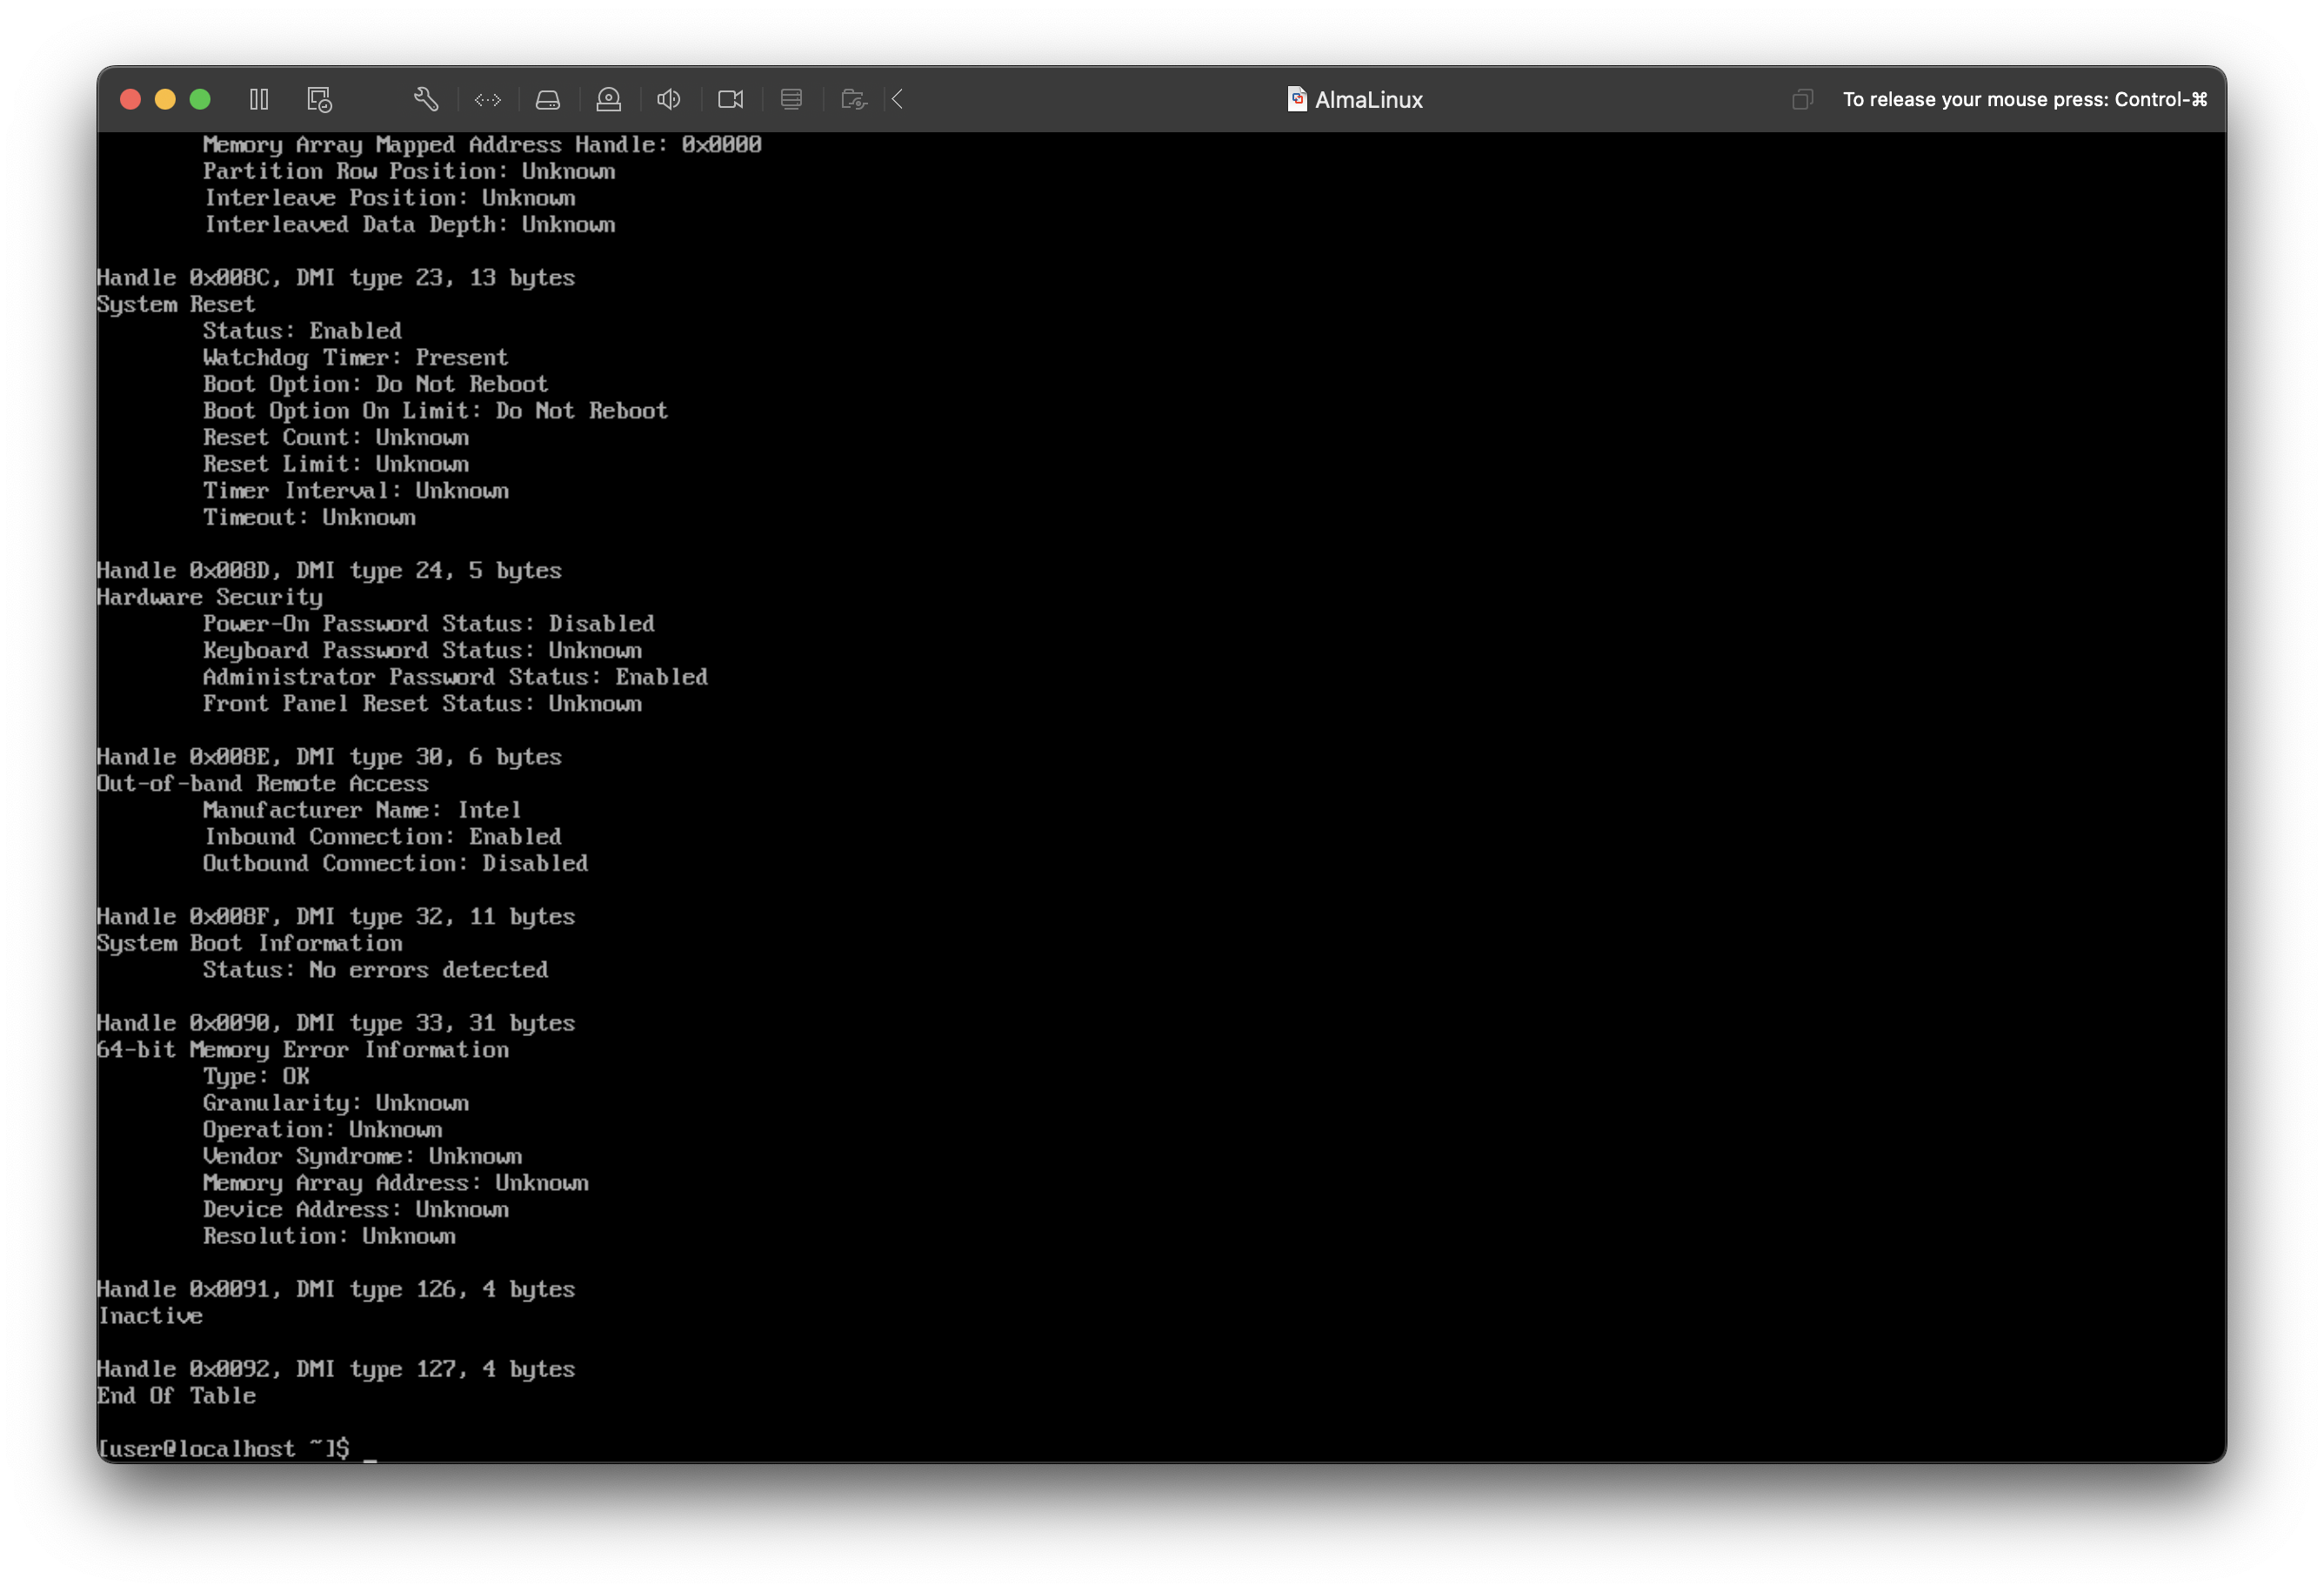 AlmaLinux
To release your mouse press: Control-⌘
Memory Array Mapped Address Handle: 0x0000
Partition Row Position: Unknown
Interleave Position: Unknown
Interleaved Data Depth: Unknown
Handle 0x008C, DMI type 23, 13 bytes
System Reset
Status: Enabled
Watchdog Timer: Present
Boot Option: Do Not Reboot
Boot Option On Limit: Do Not Reboot
Reset Count: Unknown
Reset Limit: Unknown
Timer Interval: Unknown
Timeout: Unknown
Handle 0x008D, DMI type 24, 5 bytes
Hardware Security
Power-On Password Status: Disabled
Keyboard Password Status: Unknown
Administrator Password Status: Enabled
Front Panel Reset Status: Unknown
Handle 0x008E, DMI type 30, 6 bytes
Out-of-band Remote Access
Manufacturer Name: Intel
Inbound Connection: Enabled
Outbound Connection: Disabled
Handle 0x008F, DMI type 32, 11 bytes
System Boot Information
Status: No errors detected
Handle 0x0090, DMI type 33, 31 bytes
64-bit Memory Error Information
Type: OK
Granularity: Unknown
Operation: Unknown
Vendor Syndrome: Unknown
Memory Array Address: Unknown
Device Address: Unknown
Resolution: Unknown
Handle 0x0091, DMI type 126, 4 bytes
Inactive
Handle 0x0092, DMI type 127, 4 bytes
End Of Table
[user@localhost ~]$ _